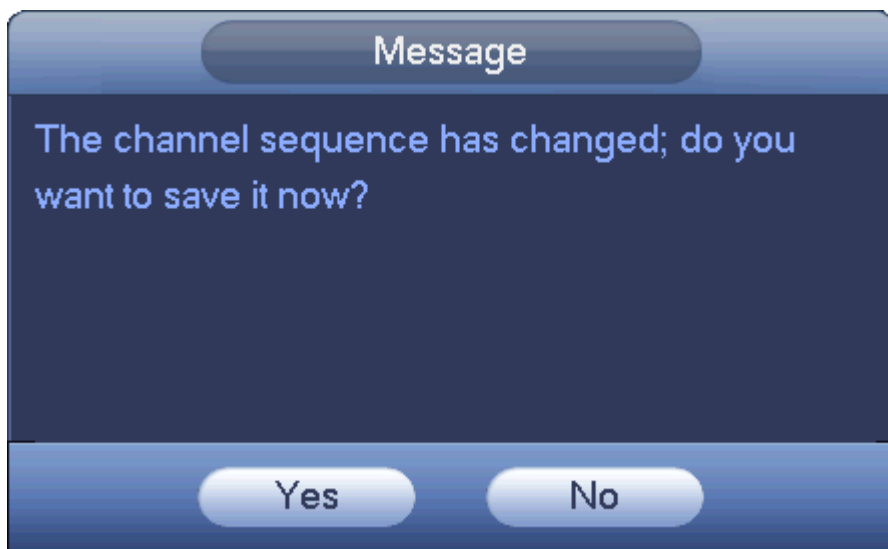 Message
The channel sequence has changed; do you
want to save it now?
Yes
No